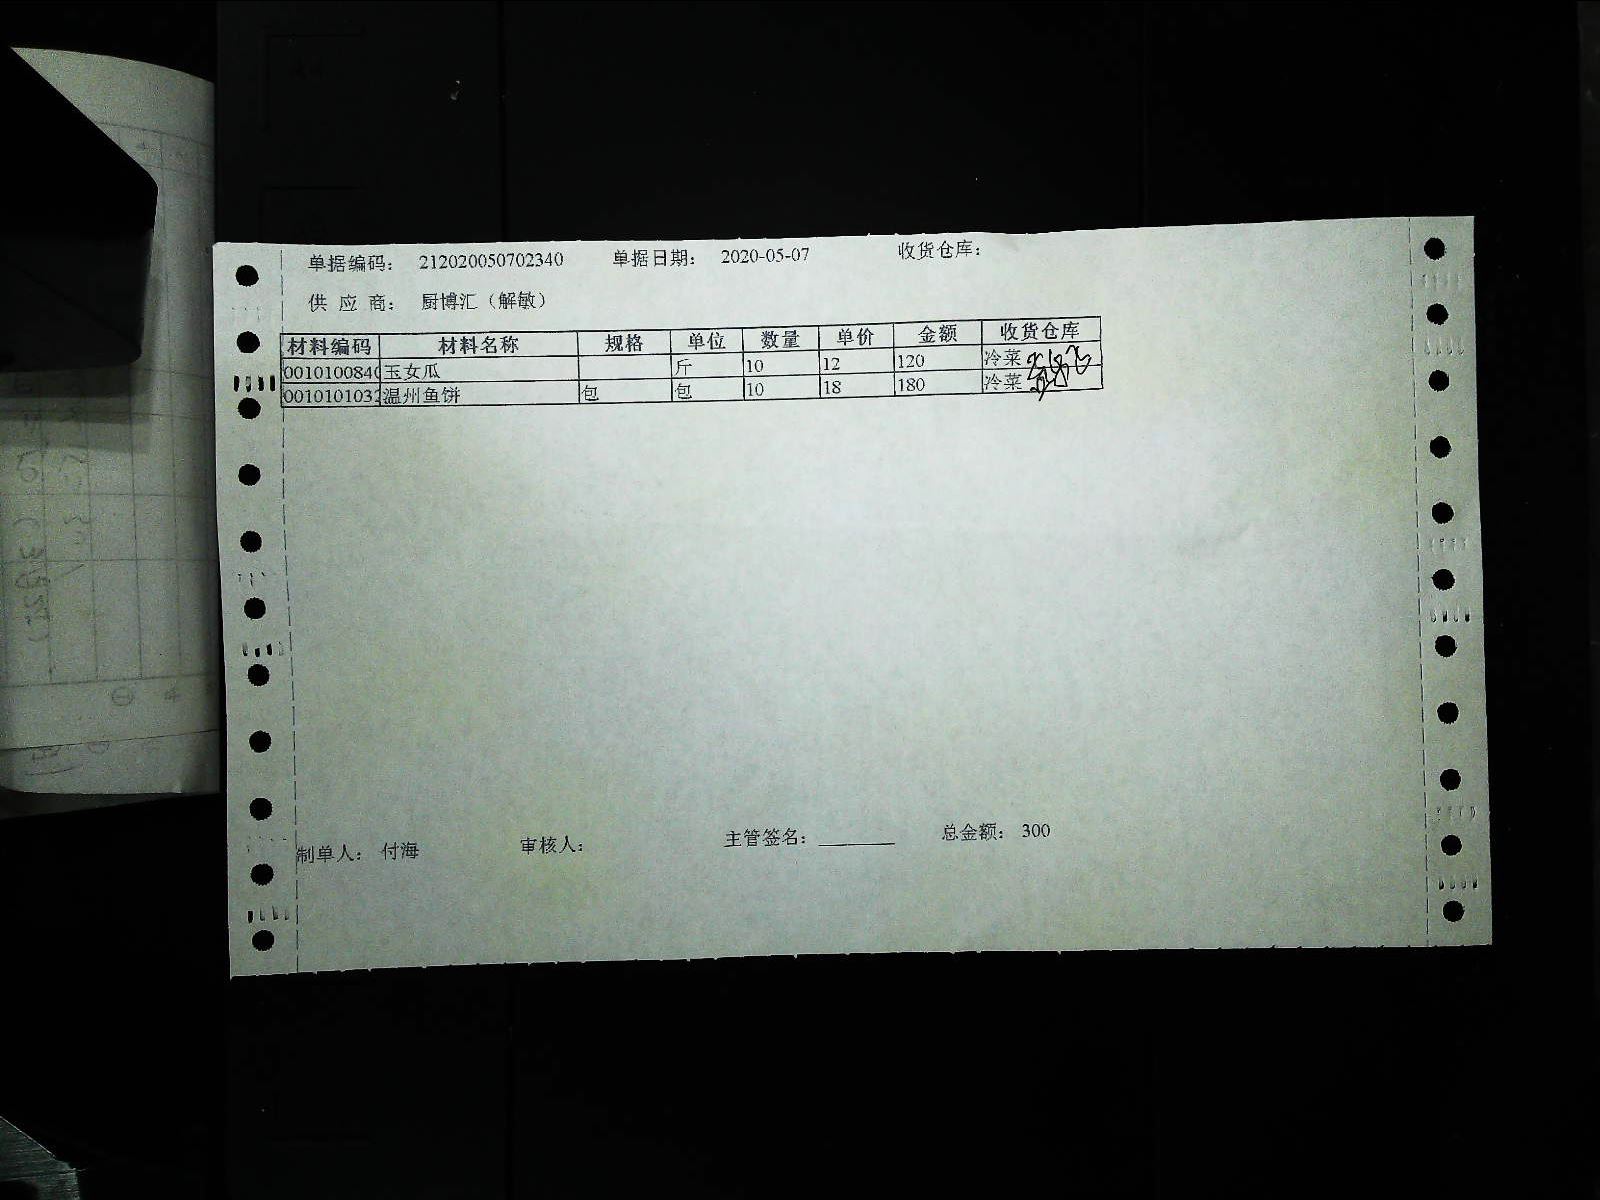 单据编码： 212020050702340 单据日期： 2020-05-07 收货仓库：
供 应 商： 厨博汇（解敏）
材料编码 材料名称 规格 单位 数量 单价 金额 收货仓库
0010100840 玉女瓜 斤 10 12 120 冷菜
0010101032 温州鱼饼 包 包 10 18 180 冷菜
制单人： 付海 审核人： 主管签名：________ 总金额： 300